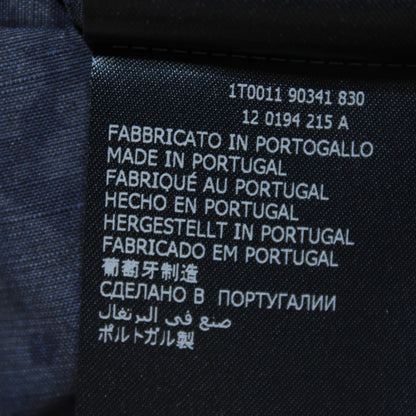 1T0011 90341 830
12 0194 215 A
FABBRICATO IN PORTOGALLO
MADE IN PORTUGAL
FABRIQUÉ AU PORTUGAL
HECHO EN PORTUGAL
HERGESTELLT IN PORTUGAL
FABRICADO EM PORTUGAL
葡萄牙制造
СДЕЛАНО В ПОРТУГАЛИИ
صنع في البرتغال
ポルトガル製